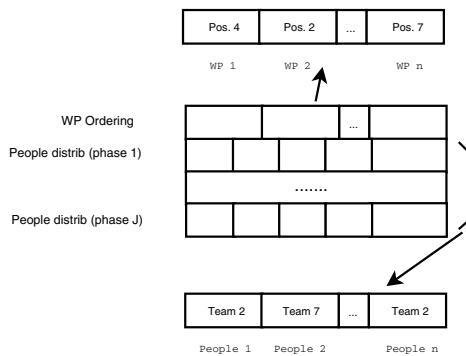 Pos. 4 Pos. 2 ... Pos. 7
WP 1 WP 2 WP n
WP Ordering ...
People distrib (phase 1)
.......
People distrib (phase J)
Team 2 Team 7 ... Team 2
People 1 People 2 People n